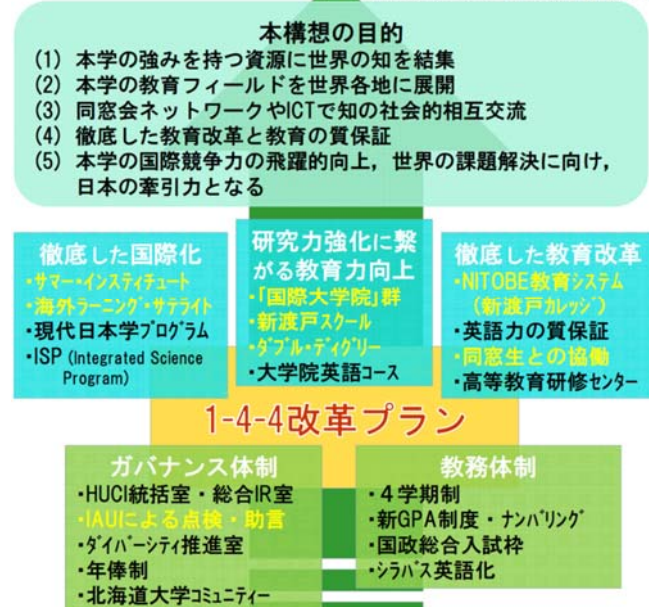 本構想の目的
(1) 本学の強みを持つ資源に世界の知を結集
(2) 本学の教育フィールドを世界各地に展開
(3) 同窓会ネットワークやICTで知の社会的相互交流
(4) 徹底した教育改革と教育の質保証
(5) 本学の国際競争力の飛躍的向上，世界の課題解決に向け，
日本の牽引力となる
徹底した国際化
・ｻﾏｰ・ｲﾝｽﾃｨﾁｭｰﾄ
・海外ﾗｰﾆﾝｸﾞ・ｻﾃﾗｲﾄ
・現代日本学ﾌﾟﾛｸﾞﾗﾑ
・ISP (Integrated Science
Program)
研究力強化に繋
がる教育力向上
・｢国際大学院｣群
・新渡戸ｽｸｰﾙ
・ﾀﾞﾌﾞﾙ・ﾃﾞｨｸﾞﾘｰ
・大学院英語ｺｰｽ
徹底した教育改革
・NITOBE教育ｼｽﾃﾑ
(新渡戸ｶﾚｯｼﾞ)
・英語力の質保証
・同窓生との協働
・高等教育研修ｾﾝﾀｰ
1-4-4改革プラン
ガバナンス体制
・HUCI統括室・総合IR室
・IAUIによる点検・助言
・ﾀﾞｲﾊﾞｰｼﾃｨ推進室
・年俸制
・北海道大学ｺﾐｭﾆﾃｨｰ
教務体制
・４学期制
・新GPA制度・ﾅﾝﾊﾞﾘﾝｸﾞ
・国政総合入試枠
・ｼﾗﾊﾞｽ英語化